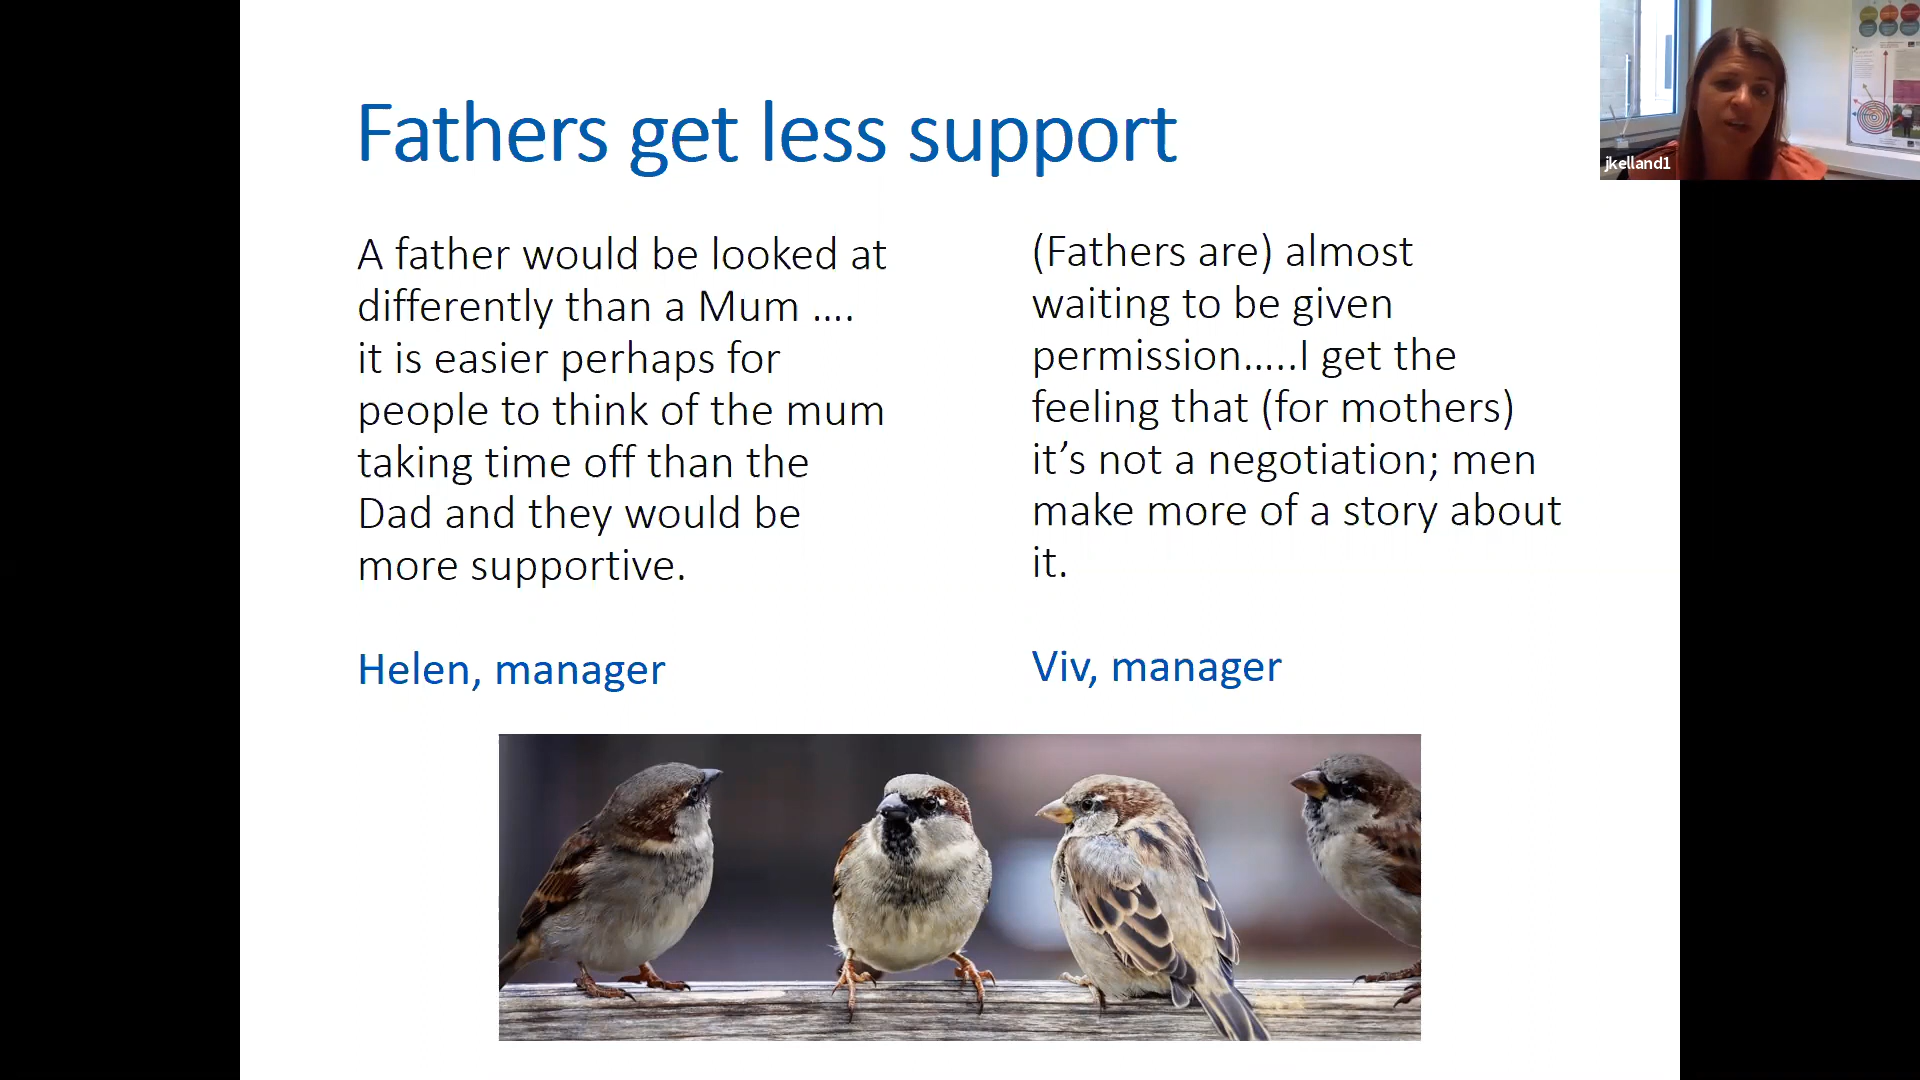 Fathers get less support
A father would be looked at
differently than a Mum ....
it is easier perhaps for
people to think of the mum
taking time off than the
Dad and they would be
more supportive.
Helen, manager
(Fathers are) almost
waiting to be given
permission.....I get the
feeling that (for mothers)
it’s not a negotiation; men
make more of a story about
it.
Viv, manager
jkelland1